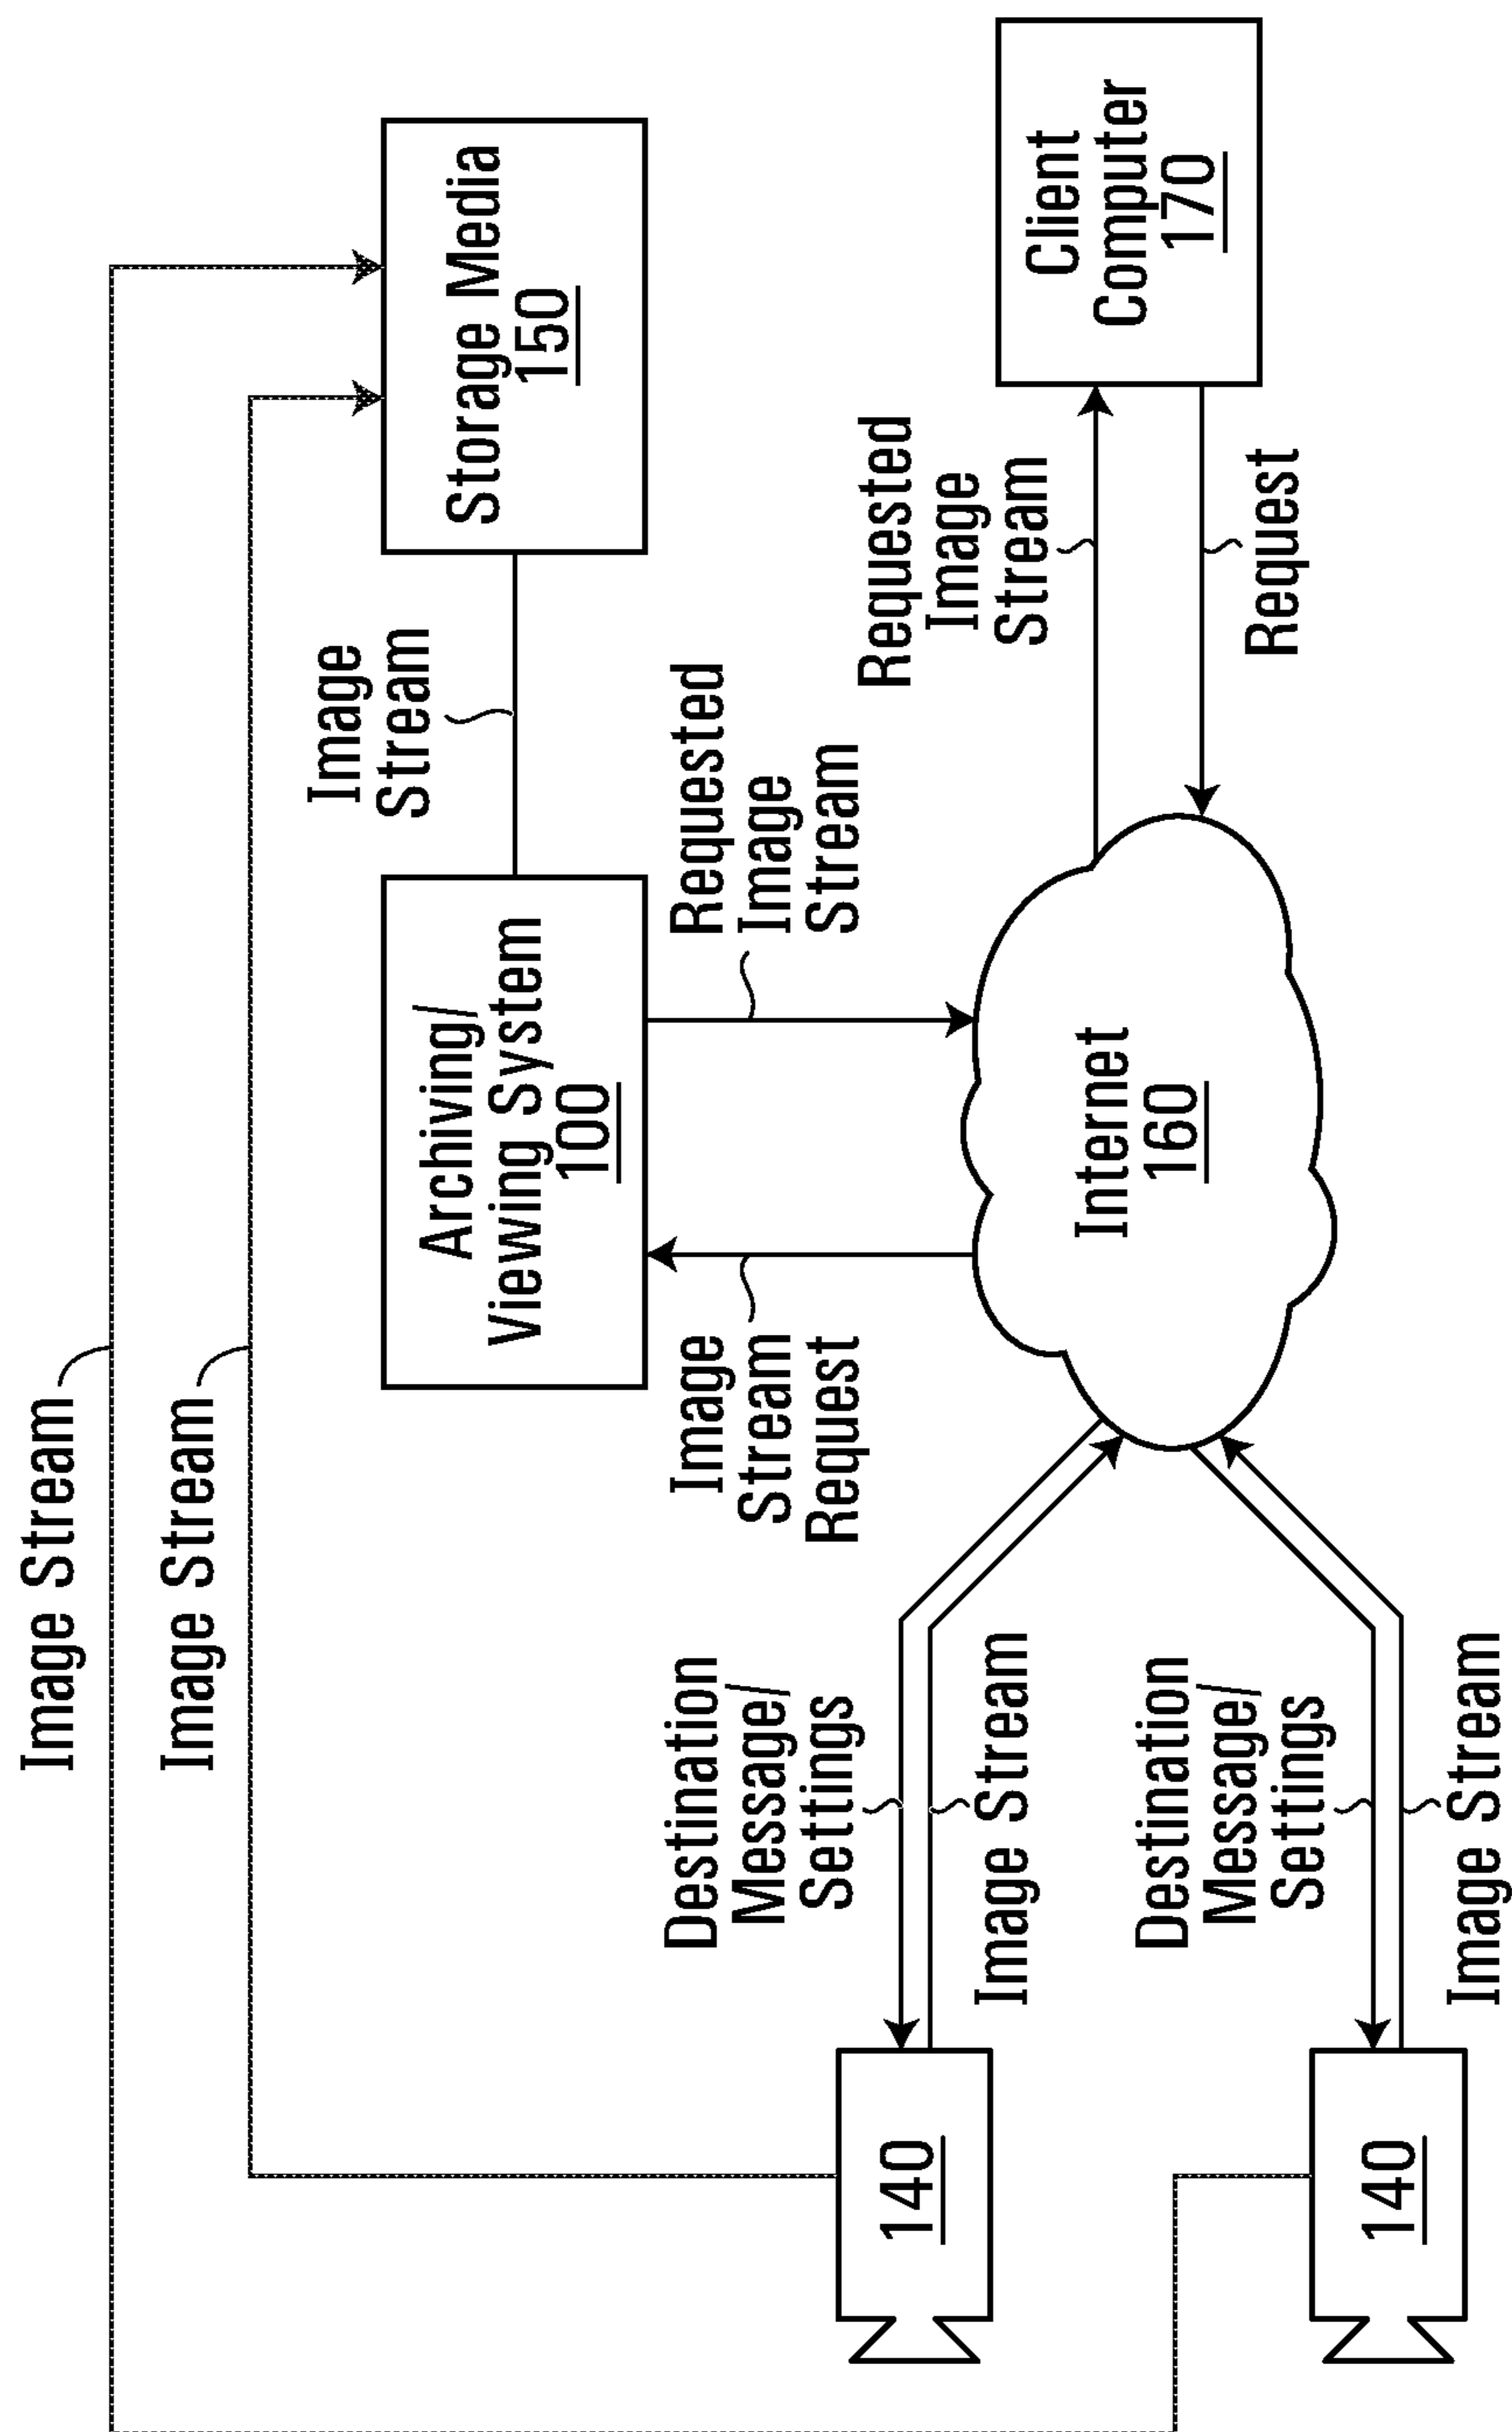 Image Stream
Image Stream
Image
Stream
Storage Media
150
Archiving/
Viewing System
100
Requested
Image
Stream
Image
Stream
Request
Requested
Image
Stream
Request
Client
Computer
170
Internet
160
Destination
Message/
Settings
Image Stream
Destination
Message/
Settings
Image Stream
140
140